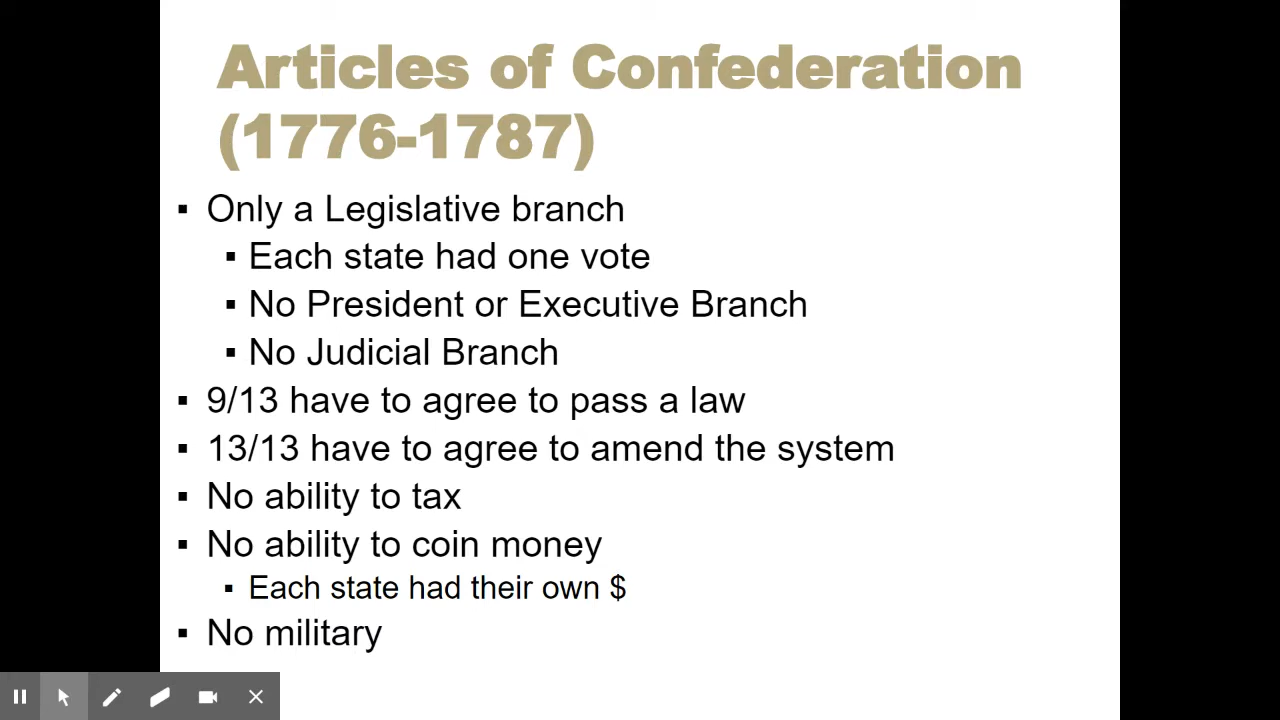 Articles of Confederation
(1776-1787)
▪ Only a Legislative branch
▪ Each state had one vote
▪ No President or Executive Branch
▪ No Judicial Branch
▪ 9/13 have to agree to pass a law
▪ 13/13 have to agree to amend the system
▪ No ability to tax
▪ No ability to coin money
▪ Each state had their own $
▪ No military